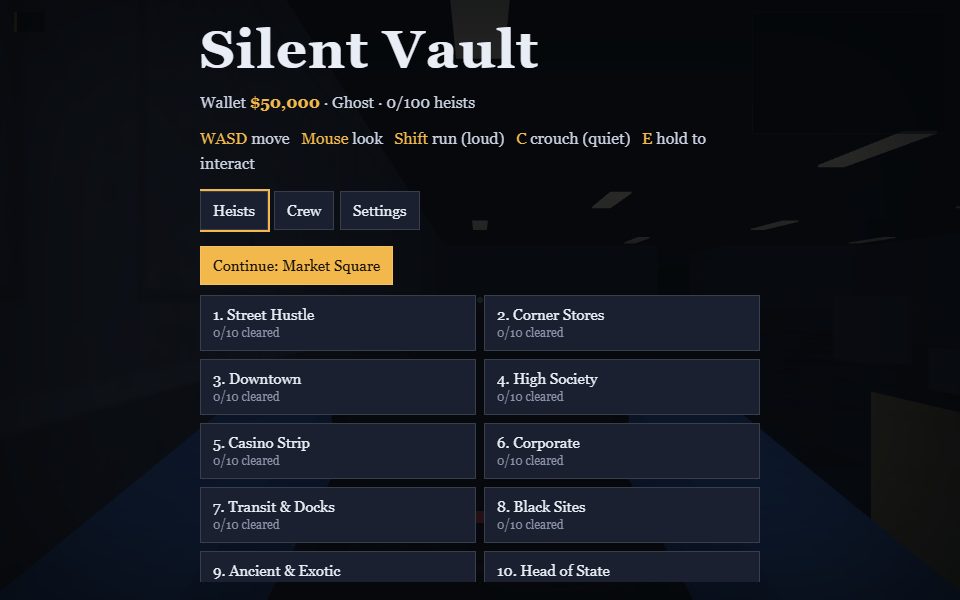 Silent Vault
Wallet $50,000 · Ghost · 0/100 heists
WASD move Mouse look Shift run (loud) C crouch (quiet) E hold to
interact
Heists Crew Settings
Continue: Market Square
1. Street Hustle
0/10 cleared
2. Corner Stores
0/10 cleared
3. Downtown
0/10 cleared
4. High Society
0/10 cleared
5. Casino Strip
0/10 cleared
6. Corporate
0/10 cleared
7. Transit & Docks
0/10 cleared
8. Black Sites
0/10 cleared
9. Ancient & Exotic
10. Head of State